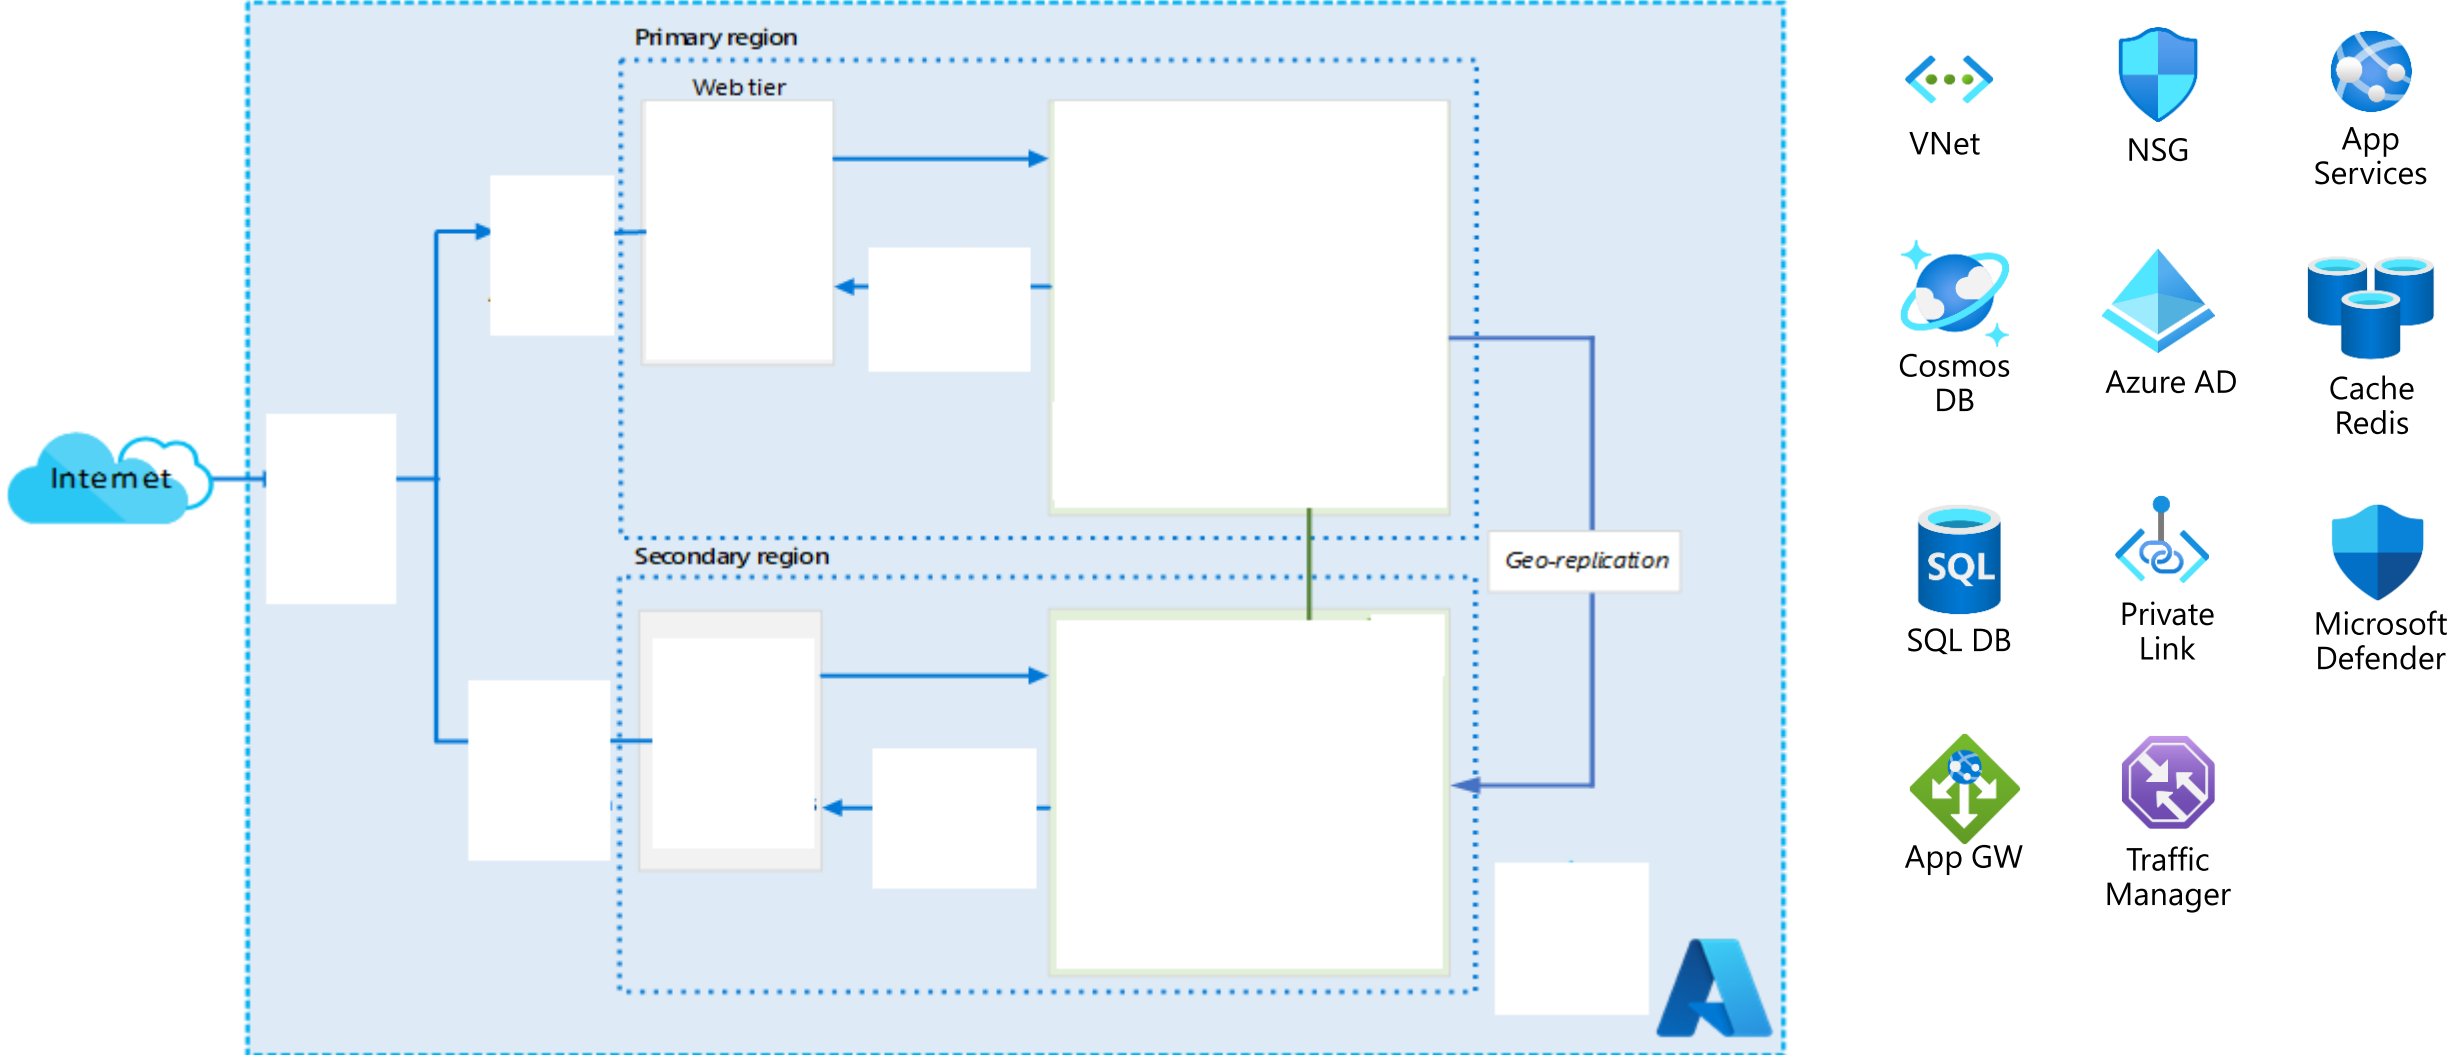 Primary region
Web tier
Internet
Secondary region
Geo-replication
VNet
NSG
App
Services
Cosmos
DB
Azure AD
Cache
Redis
SQL
SQL DB
Private
Link
Microsoft
Defender
App GW
Traffic
Manager